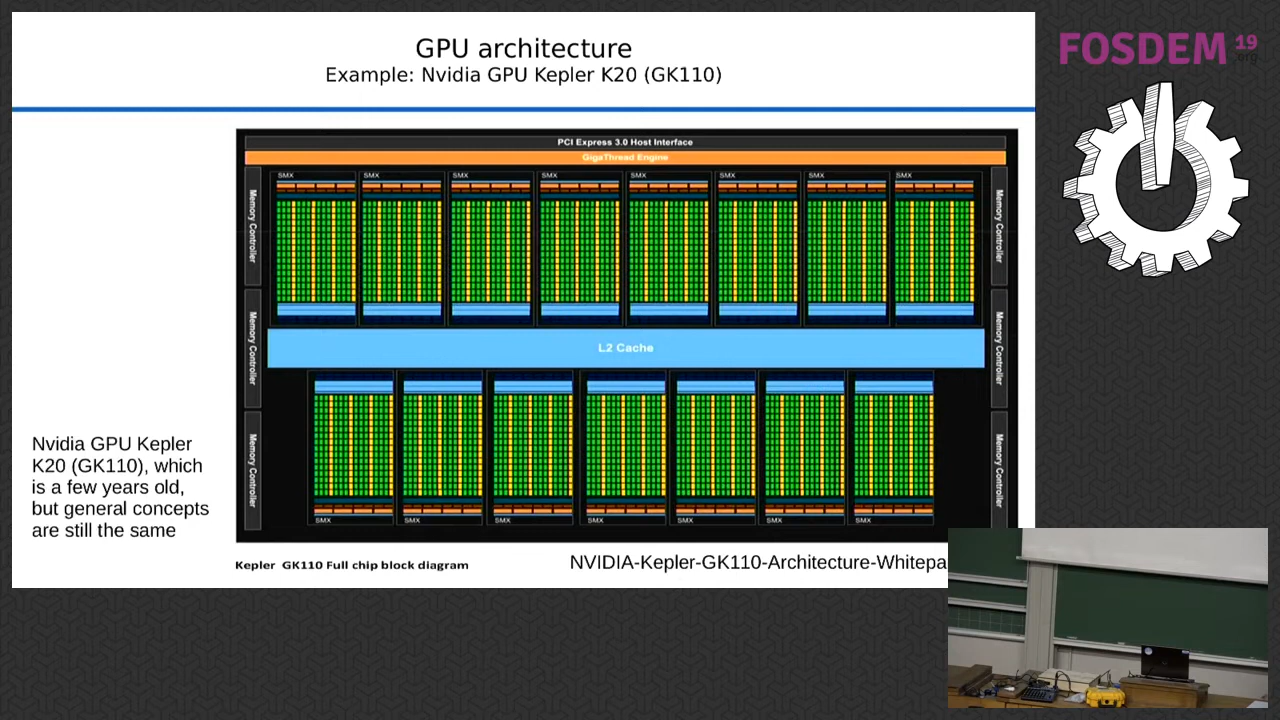 GPU architecture
Example: Nvidia GPU Kepler K20 (GK110)
FOSDEM 19
.org
PCI Express 3.0 Host Interface
GigaThread Engine
SMX SMX SMX SMX SMX SMX SMX SMX
Memory Controller
Memory Controller
Memory Controller
Memory Controller
Memory Controller
Memory Controller
L2 Cache
SMX SMX SMX SMX SMX SMX SMX
Nvidia GPU Kepler
K20 (GK110), which
is a few years old,
but general concepts
are still the same
Kepler GK110 Full chip block diagram
NVIDIA-Kepler-GK110-Architecture-Whitepa